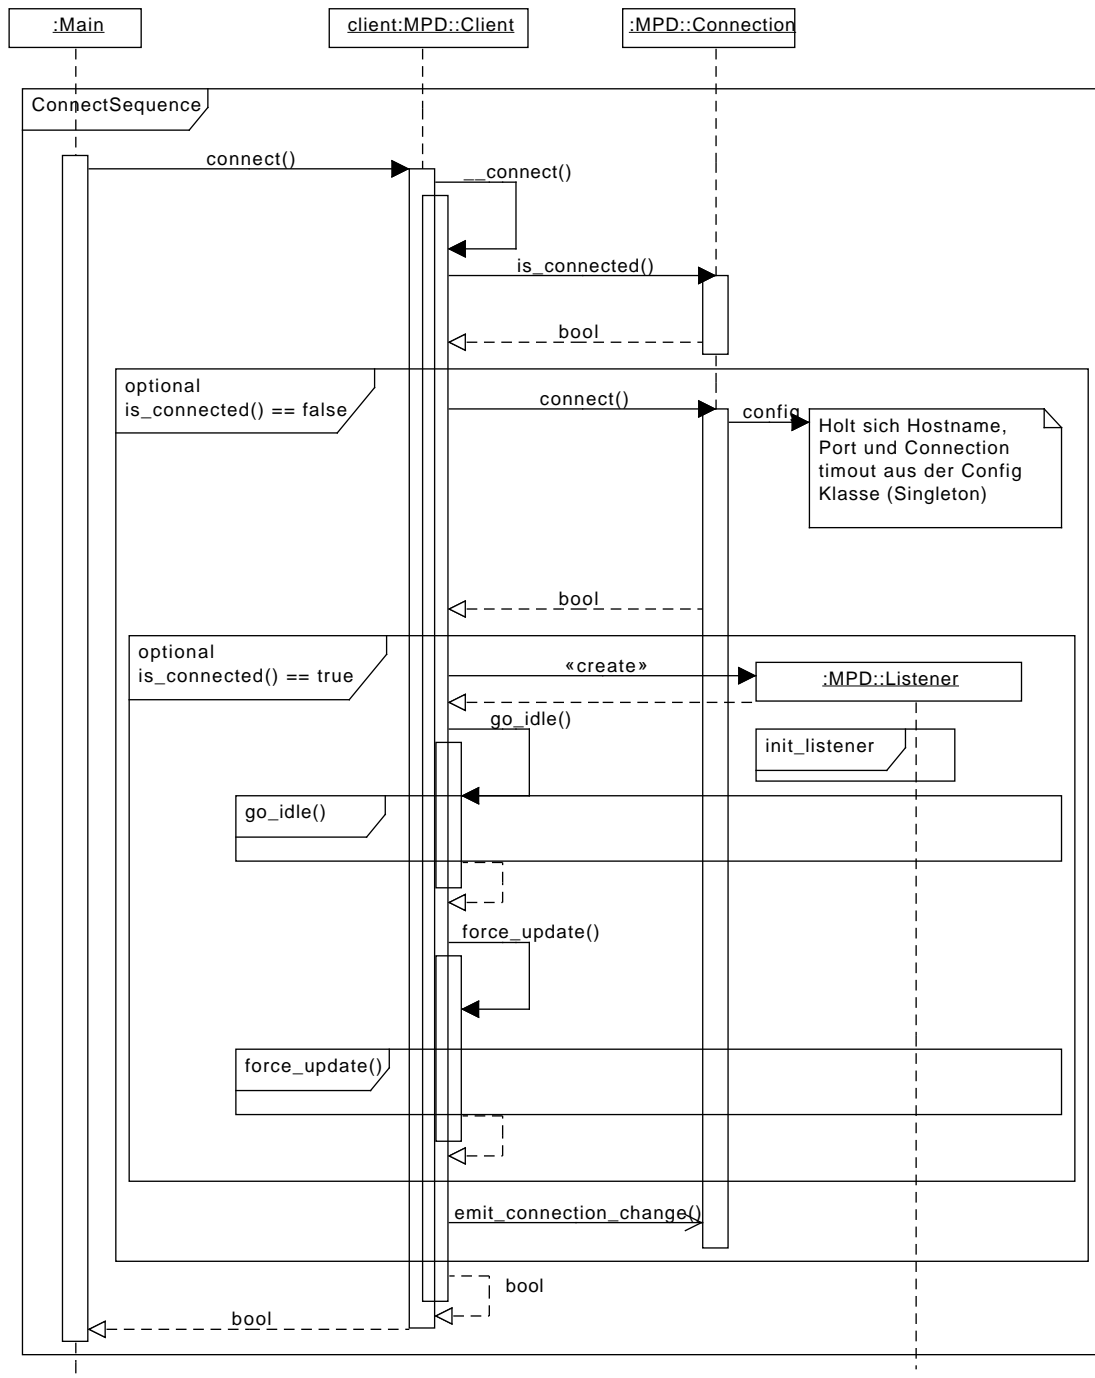 :Main
client:MPD::Client
:MPD::Connection
ConnectSequence
connect()
__connect()
is_connected()
bool
optional
is_connected() == false
connect()
config
Holt sich Hostname,
Port und Connection
timout aus der Config
Klasse (Singleton)
bool
optional
is_connected() == true
«create»
:MPD::Listener
go_idle()
init_listener
go_idle()
force_update()
force_update()
emit_connection_change()
bool
bool